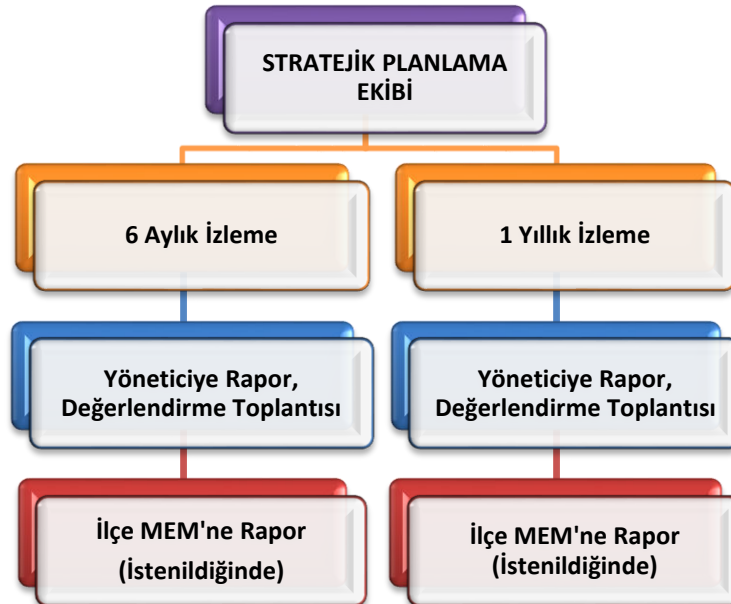 STRATEJİK PLANLAMA
EKİBİ
6 Aylık İzleme
1 Yıllık İzleme
Yöneticiye Rapor,
Değerlendirme Toplantısı
Yöneticiye Rapor,
Değerlendirme Toplantısı
İlçe MEM'ne Rapor
(İstenildiğinde)
İlçe MEM'ne Rapor
(İstenildiğinde)